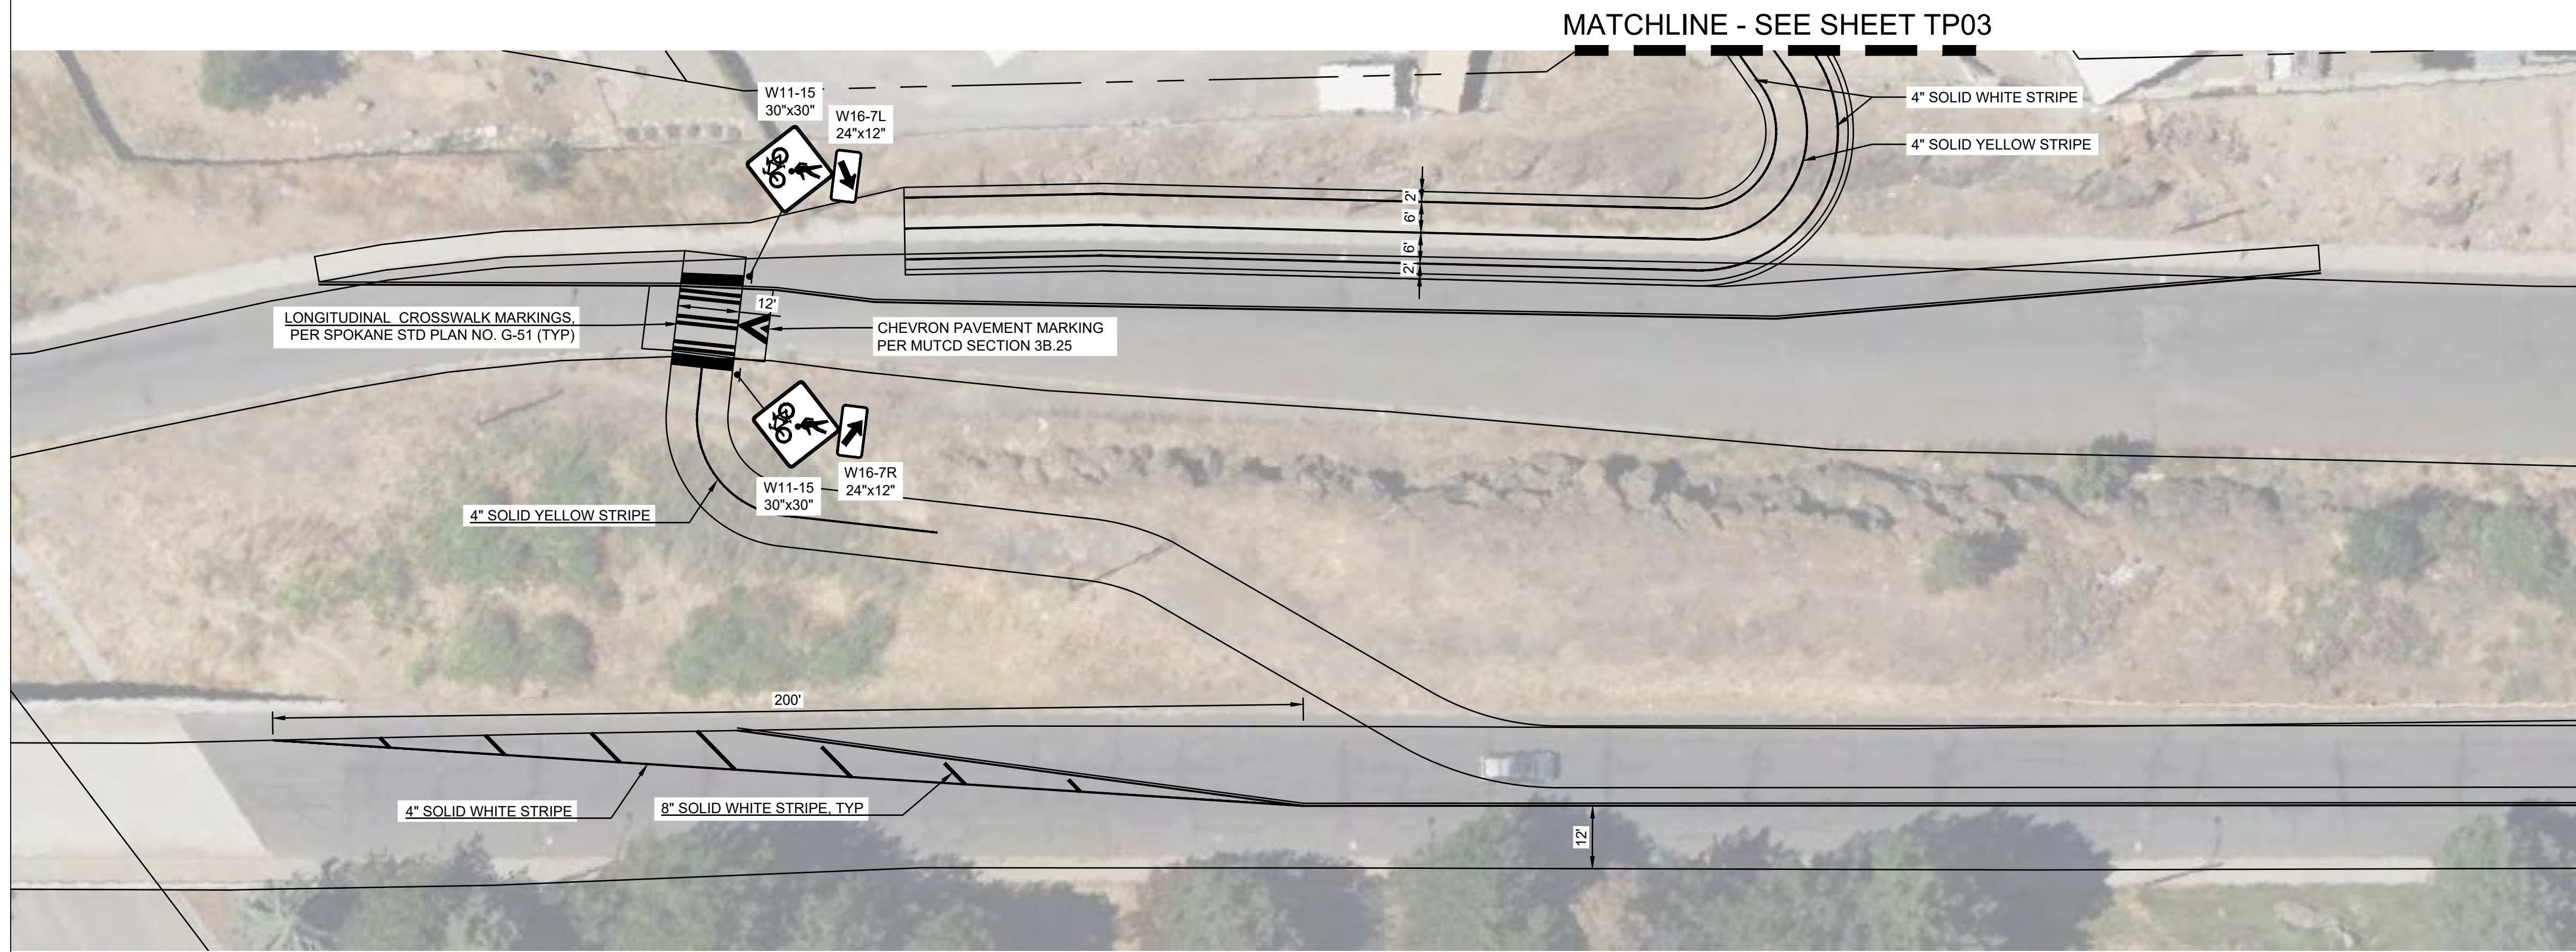 MATCHLINE - SEE SHEET TP03
W11-15
30"x30"
W16-7L
24"x12"
4" SOLID WHITE STRIPE
4" SOLID YELLOW STRIPE
2'
6'
6'
2'
12'
LONGITUDINAL CROSSWALK MARKINGS,
PER SPOKANE STD PLAN NO. G-51 (TYP)
CHEVRON PAVEMENT MARKING
PER MUTCD SECTION 3B.25
W16-7R
24"x12"
W11-15
30"x30"
4" SOLID YELLOW STRIPE
200'
4" SOLID WHITE STRIPE
8" SOLID WHITE STRIPE, TYP
12'